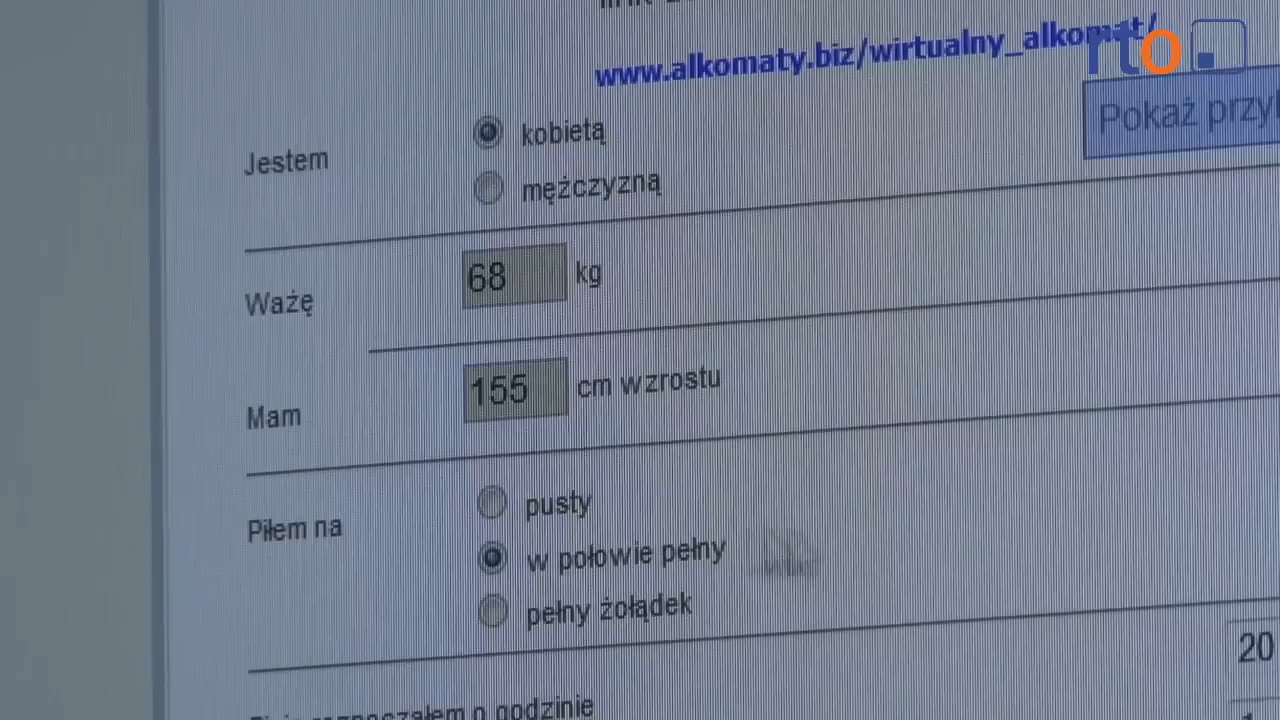 www.alkomaty.biz/wirtualny_alkomat/
rto
Pokaż
Jestem
kobietą
mężczyzną
Ważę
68 kg
Mam
155 cm wzrostu
Piłem na
pusty
w połowie pełny
pełny żołądek
20
o godzinie